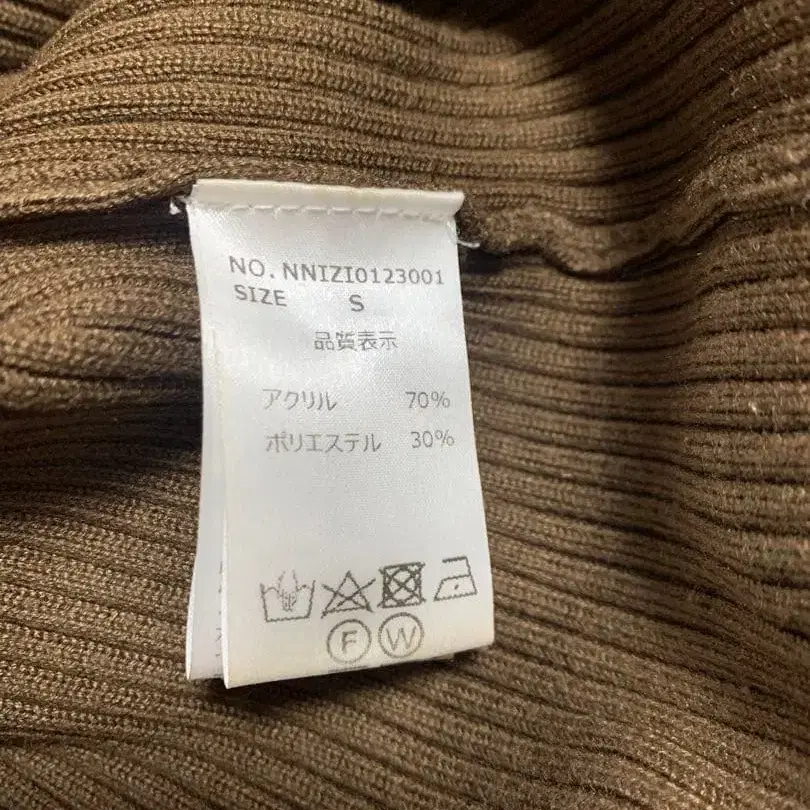 NO. NNIZI0123001
SIZE S
品質表示
アクリル 70%
ポリエステル 30%
F W